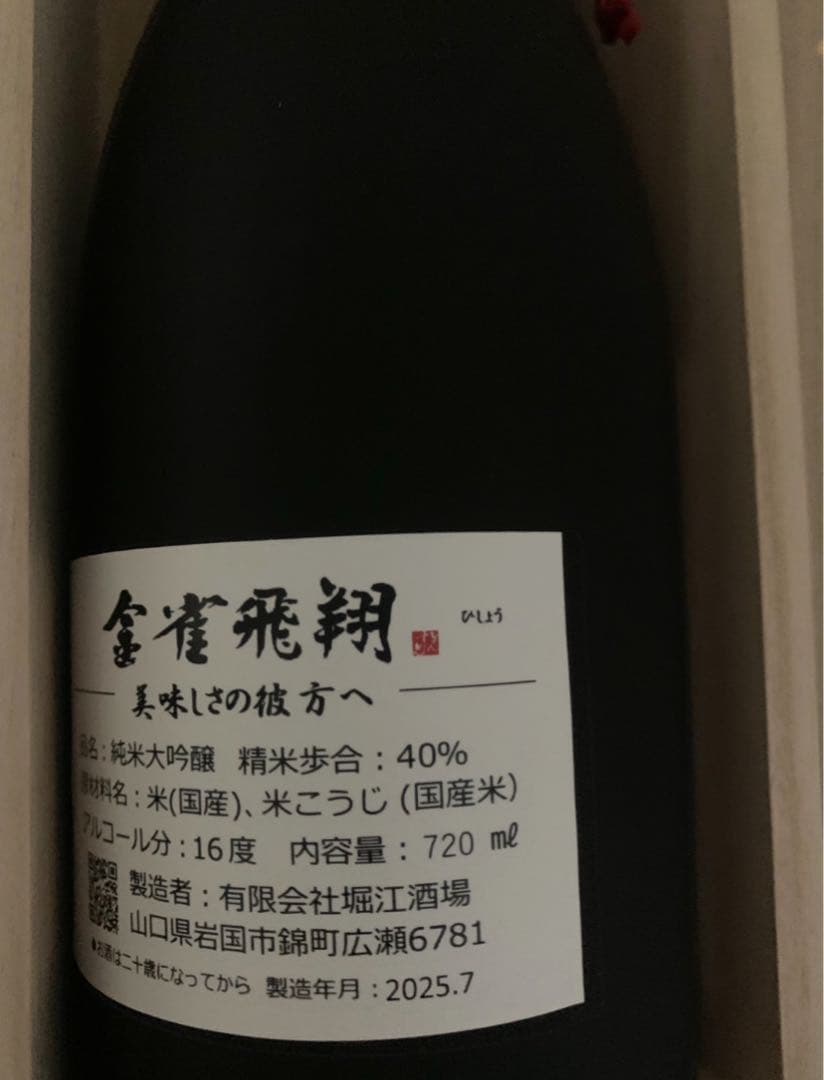 金雀飛翔 ひしょう
美味しさの彼方へ
品名：純米大吟醸 精米歩合：40%
原材料名：米(国産)、米こうじ（国産米）
アルコール分：16度 内容量：720 ㎖
製造者：有限会社堀江酒場
山口県岩国市錦町広瀬6781
●お酒は二十歳になってから 製造年月：2025.7